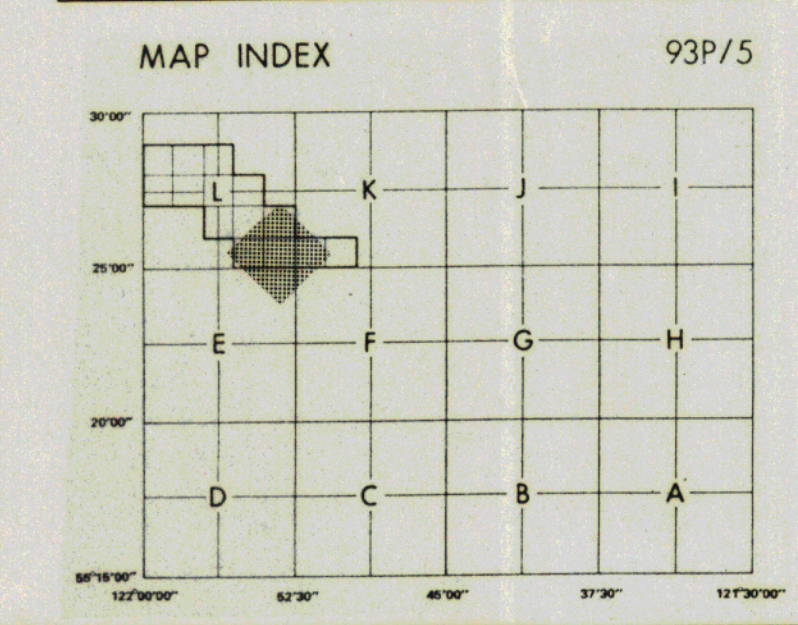 MAP INDEX 93P/5
30'00"
L K J I
25'00"
E F G H
20'00"
D C B A
55°15'00"
122°00'00" 52'30" 45'00" 37'30" 121°30'00"